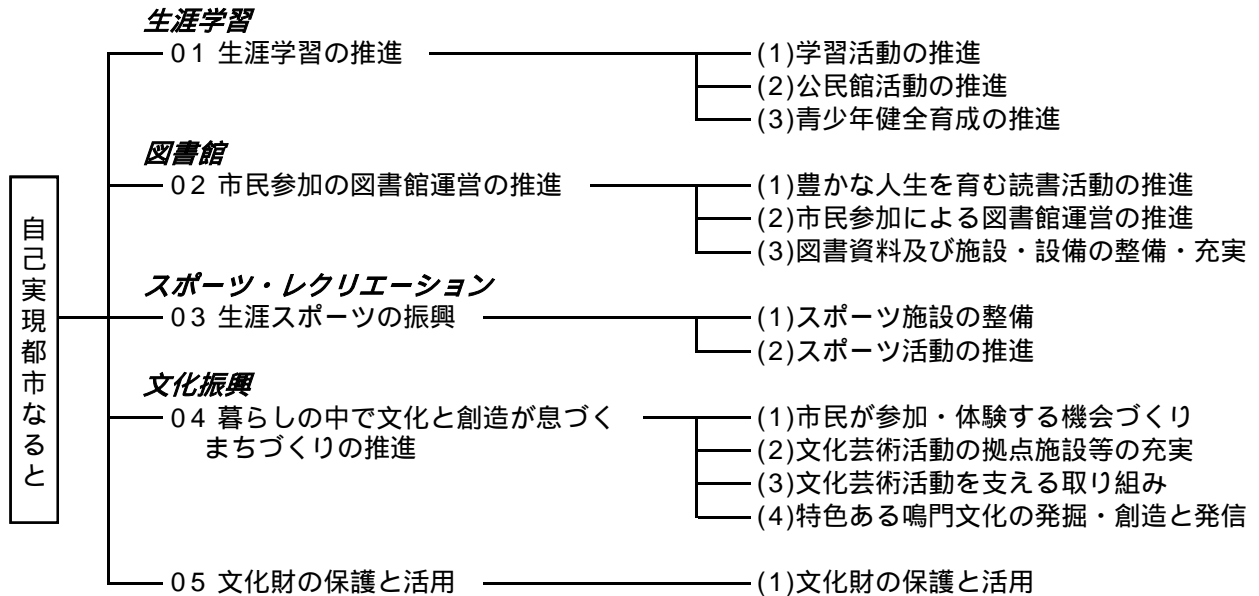 生涯学習
01 生涯学習の推進
(1)学習活動の推進
(2)公民館活動の推進
(3)青少年健全育成の推進
図書館
02 市民参加の図書館運営の推進
(1)豊かな人生を育む読書活動の推進
(2)市民参加による図書館運営の推進
(3)図書資料及び施設・設備の整備・充実
自己実現都市なると
スポーツ・レクリエーション
03 生涯スポーツの振興
(1)スポーツ施設の整備
(2)スポーツ活動の推進
文化振興
04 暮らしの中で文化と創造が息づく
まちづくりの推進
(1)市民が参加・体験する機会づくり
(2)文化芸術活動の拠点施設等の充実
(3)文化芸術活動を支える取り組み
(4)特色ある鳴門文化の発掘・創造と発信
05 文化財の保護と活用
(1)文化財の保護と活用